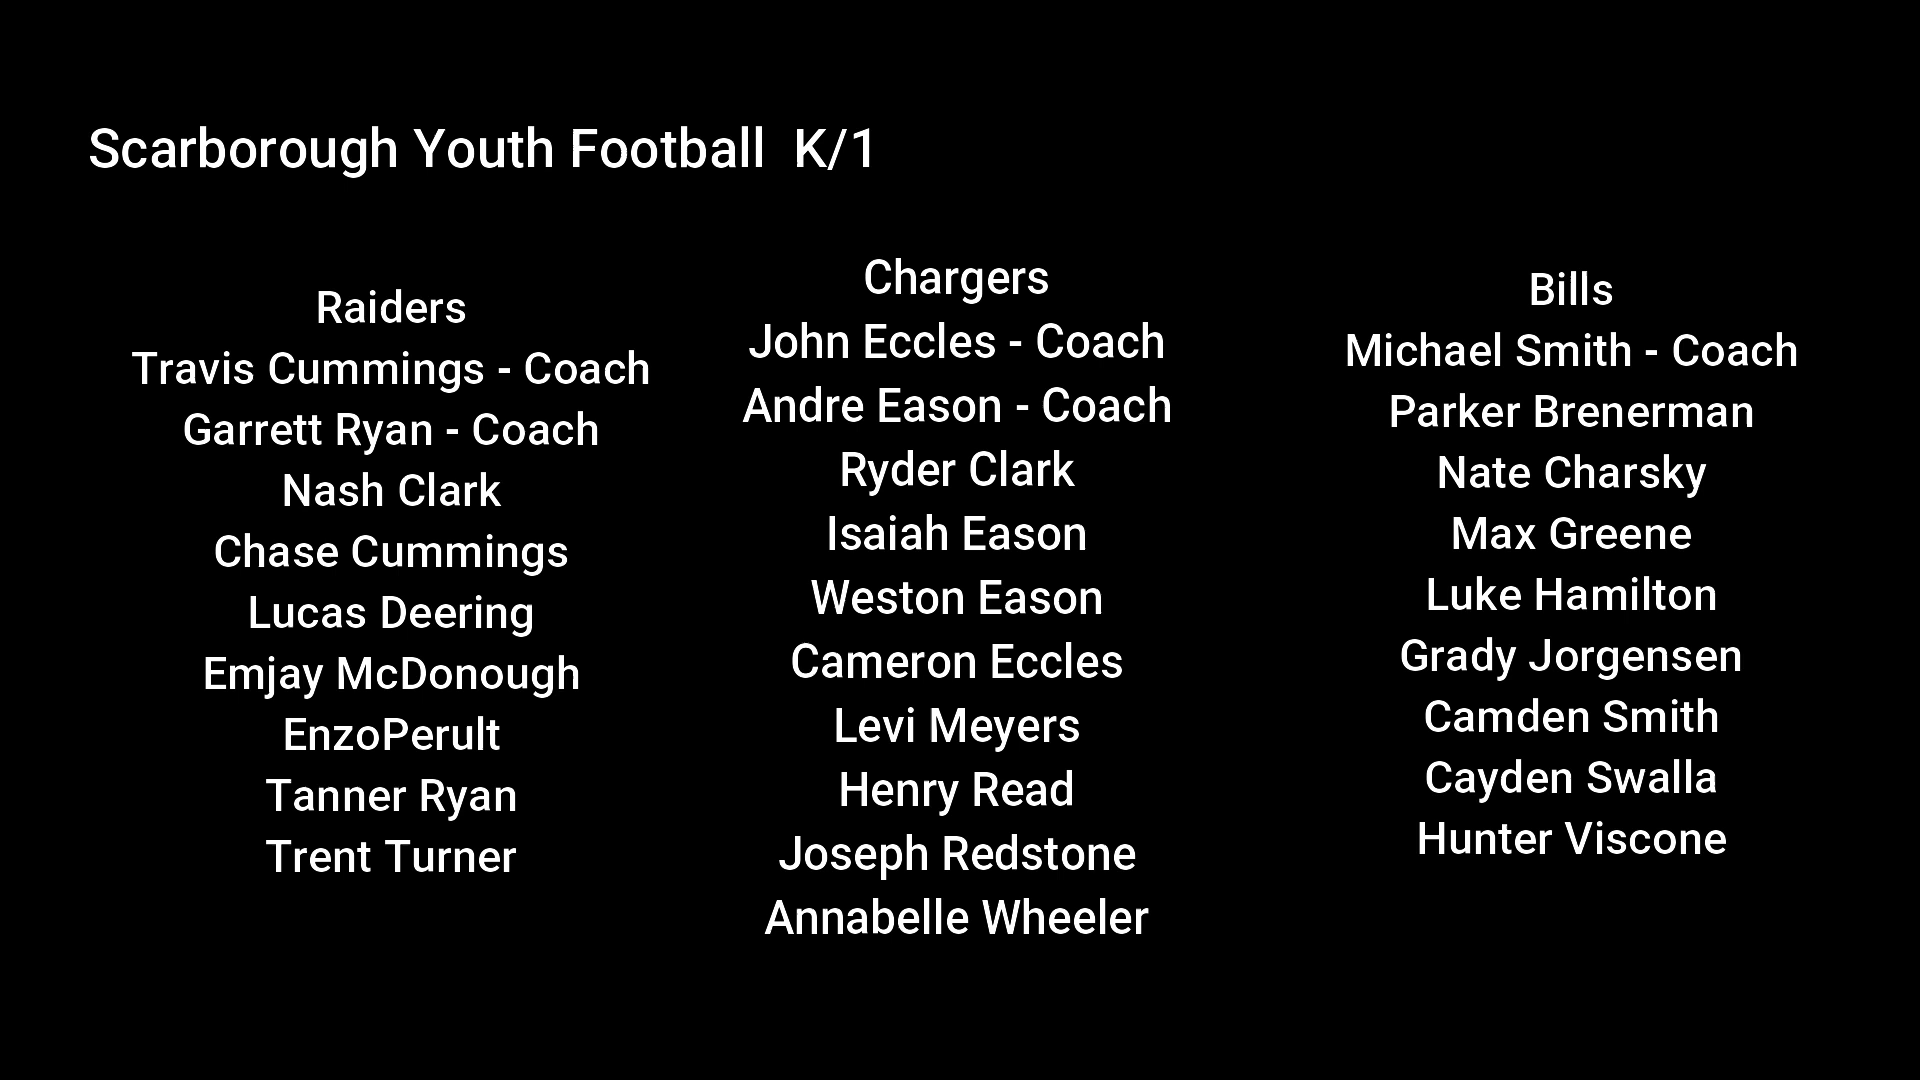 Scarborough Youth Football  K/1
Raiders
Travis Cummings - Coach
Garrett Ryan - Coach
Nash Clark
Chase Cummings
Lucas Deering
Emjay McDonough
EnzoPerult
Tanner Ryan
Trent Turner
Chargers
John Eccles - Coach
Andre Eason - Coach
Ryder Clark
Isaiah Eason
Weston Eason
Cameron Eccles
Levi Meyers
Henry Read
Joseph Redstone
Annabelle Wheeler
Bills
Michael Smith - Coach
Parker Brenerman
Nate Charsky
Max Greene
Luke Hamilton
Grady Jorgensen
Camden Smith
Cayden Swalla
Hunter Viscone